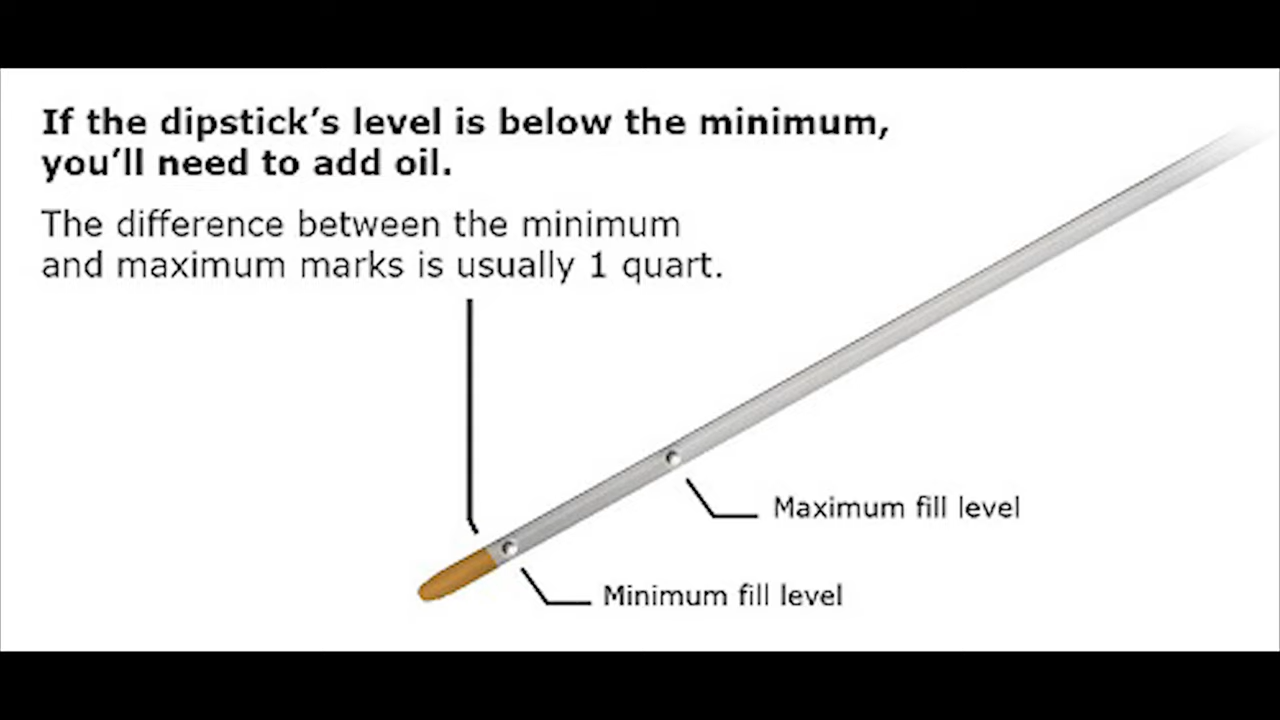 If the dipstick’s level is below the minimum,
you’ll need to add oil.
The difference between the minimum
and maximum marks is usually 1 quart.
Maximum fill level
Minimum fill level